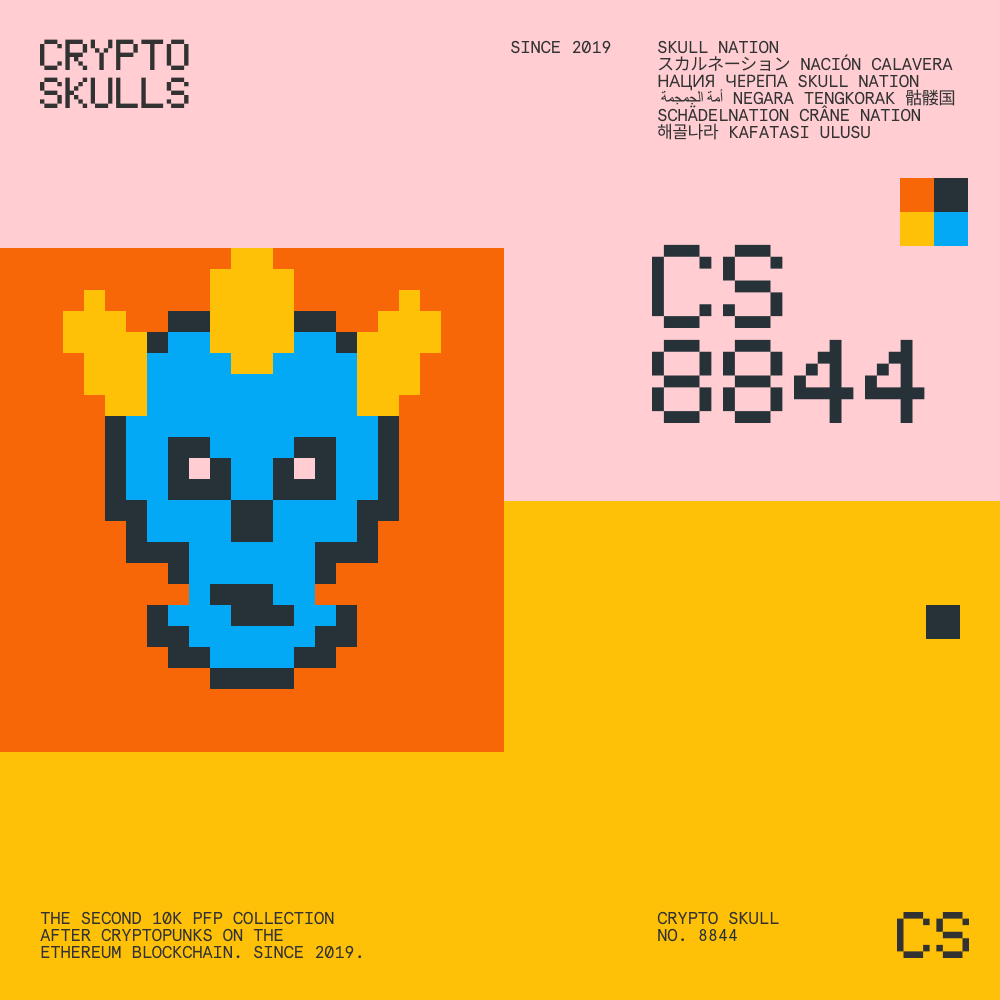 CRYPTO
SKULLS
SINCE 2019
SKULL NATION
スカルネーション NACIÓN CALAVERA
НАЦИЯ ЧЕРЕПА SKULL NATION
أمة الجمجمة NEGARA TENGKORAK 骷髅国
SCHÄDELNATION CRÂNE NATION
해골나라 KAFATASI ULUSU
CS
8844
THE SECOND 10K PFP COLLECTION
AFTER CRYPTOPUNKS ON THE
ETHEREUM BLOCKCHAIN. SINCE 2019.
CRYPTO SKULL
NO. 8844
CS